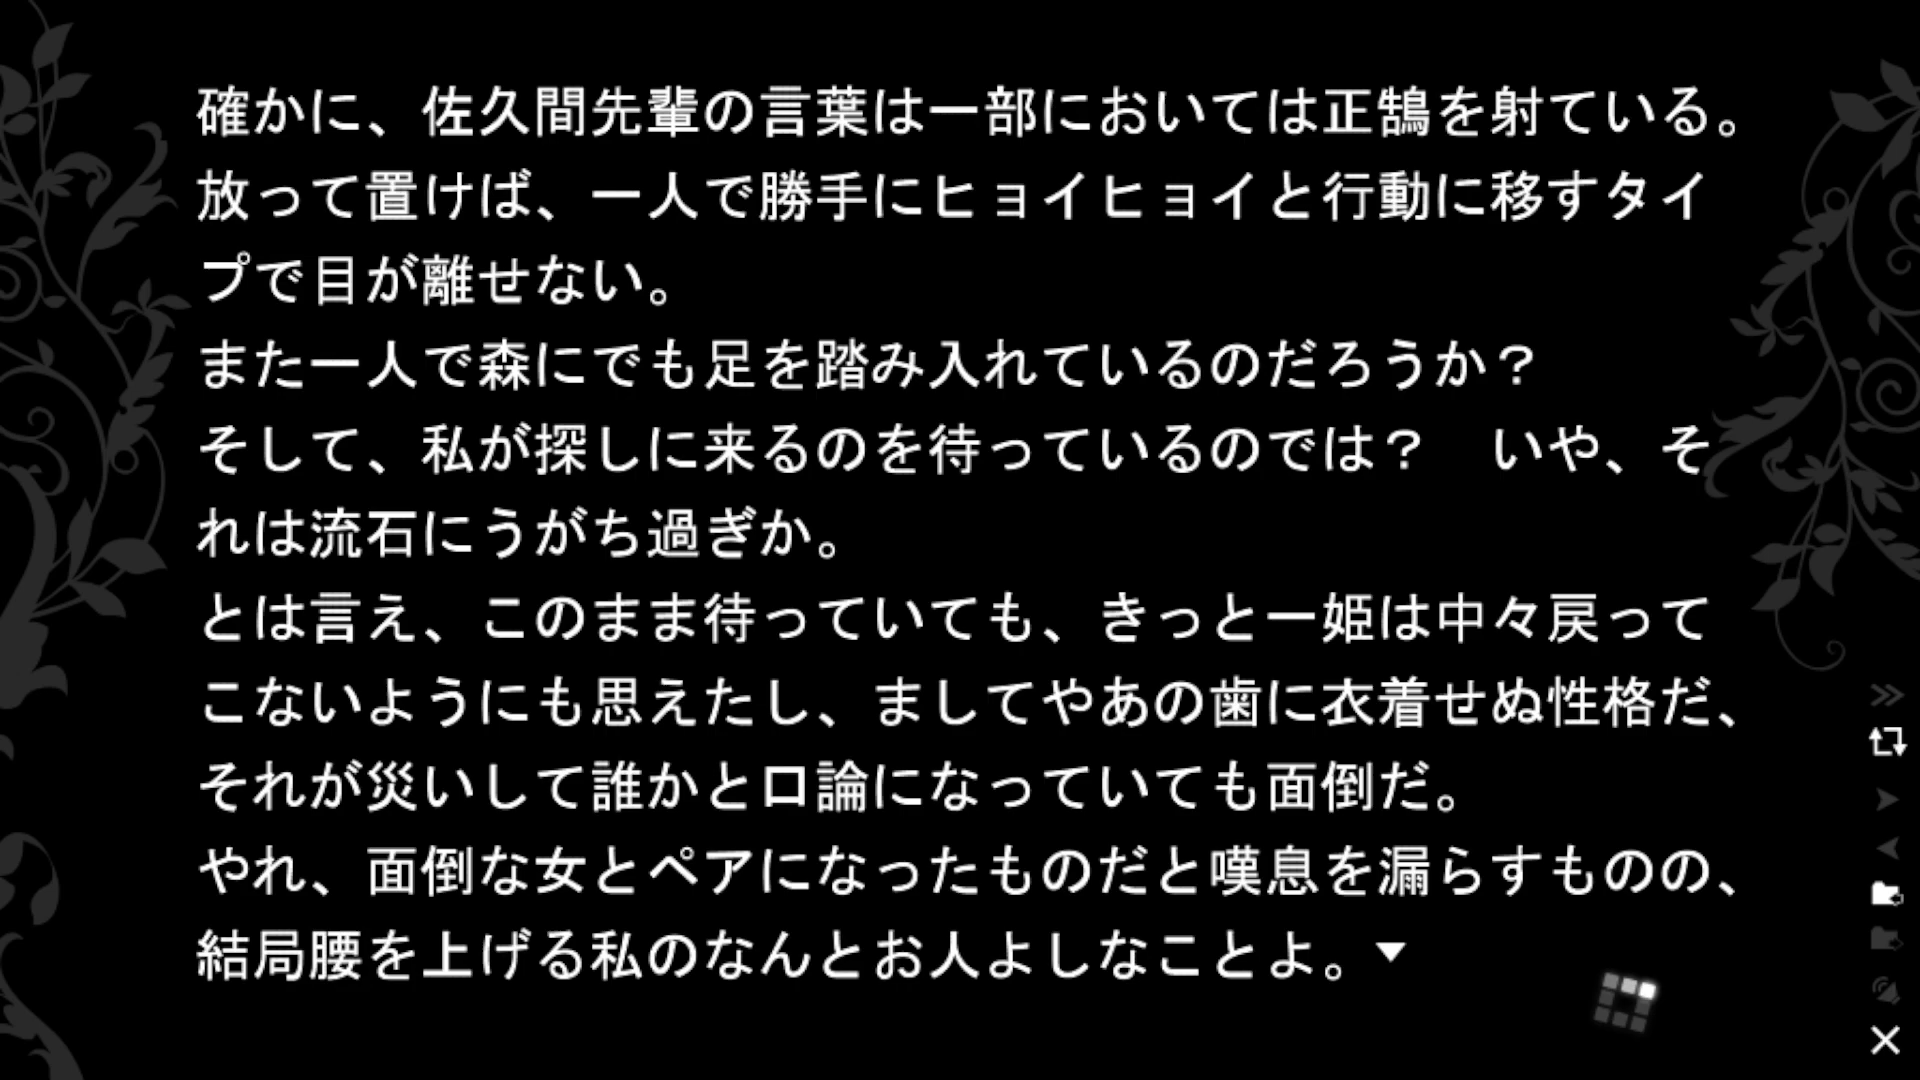 確かに、佐久間先輩の言葉は一部においては正鵠を射ている。
放って置けば、一人で勝手にヒョイヒョイと行動に移すタイ
プで目が離せない。
また一人で森にでも足を踏み入れているのだろうか？
そして、私が探しに来るのを待っているのでは？　いや、そ
れは流石にうがち過ぎか。
とは言え、このまま待っていても、きっと一姫は中々戻って
こないようにも思えたし、ましてやあの歯に衣着せぬ性格だ、
それが災いして誰かと口論になっていても面倒だ。
やれ、面倒な女とペアになったものだと嘆息を漏らすものの、
結局腰を上げる私のなんとお人よしなことよ。